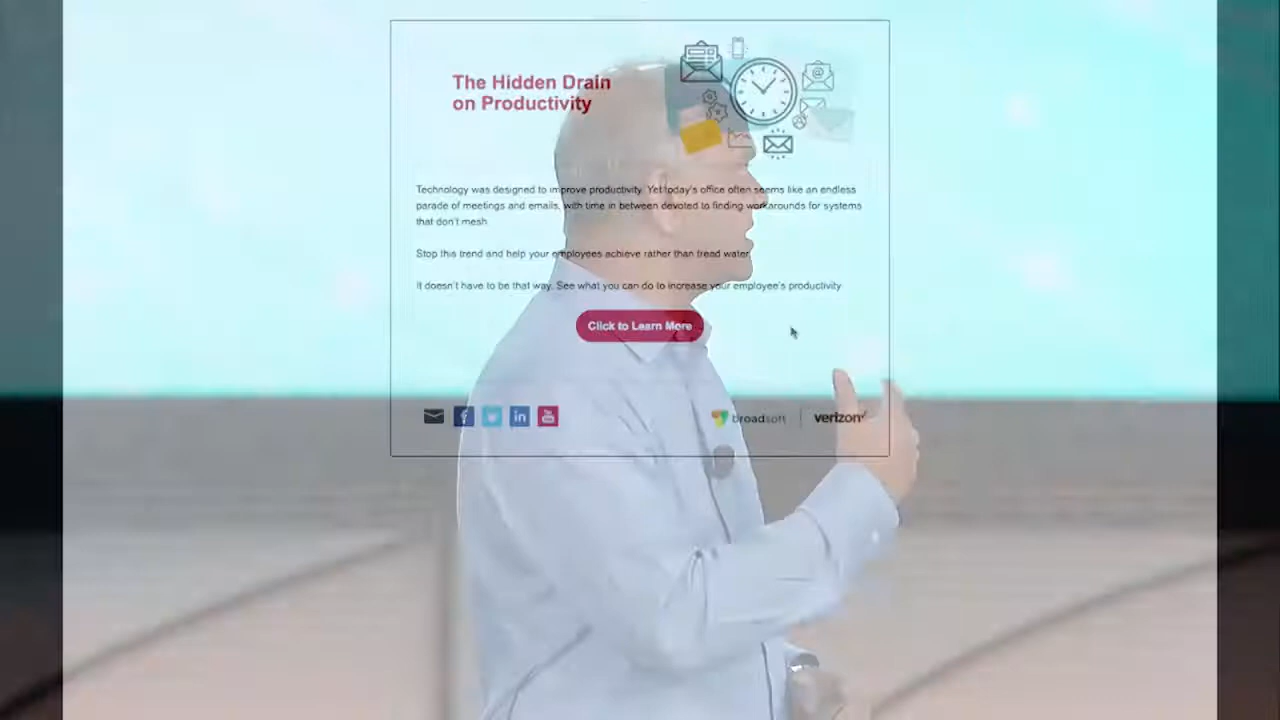 The Hidden Drain
on Productivity
Technology was designed to improve productivity. Yet today's office often seems like an endless
parade of meetings and emails, with time in between devoted to finding workarounds for systems
that don't mesh.
Stop this trend and help your employees achieve rather than tread water.
It doesn't have to be that way. See what you can do to increase your employee's productivity
Click to Learn More
broadsoft | verizon✓